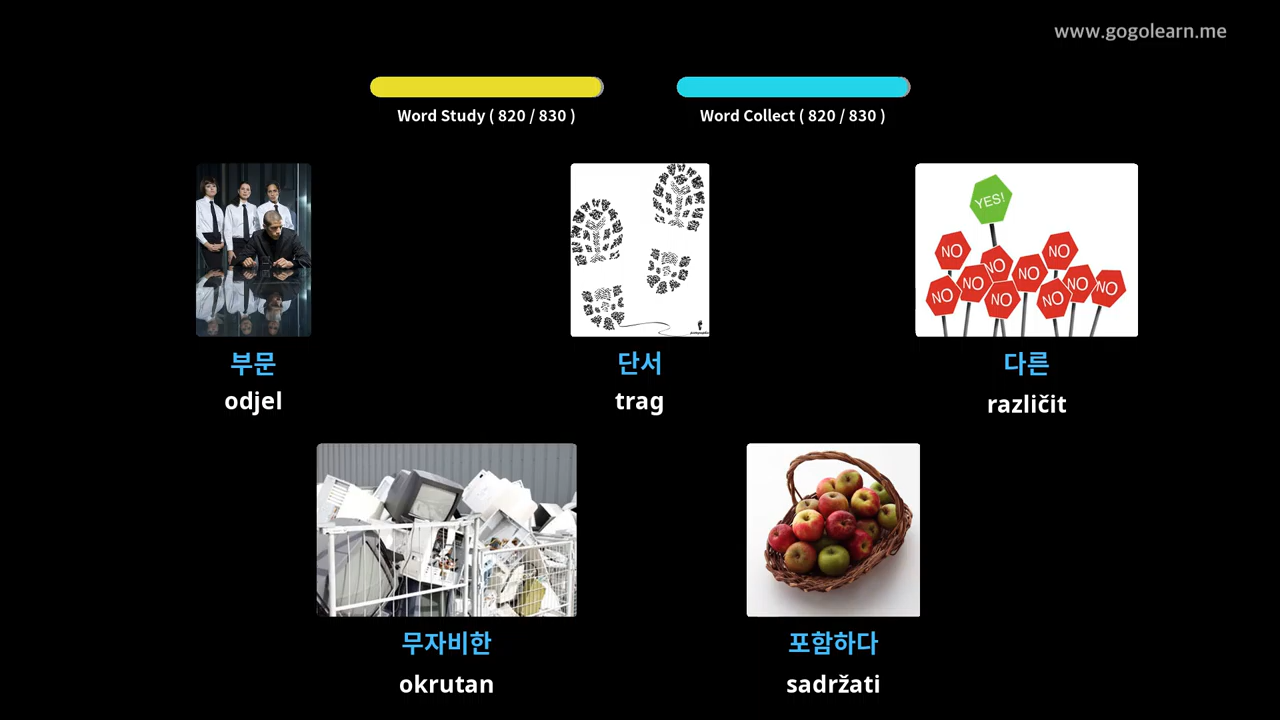 www.gogolearn.me
Word Study ( 820 / 830 )
Word Collect ( 820 / 830 )
YES!
NO
NO
NO
NO
NO
NO
NO
NO
NO
NO
부문
odjel
단서
trag
다른
različit
무자비한
okrutan
포함하다
sadržati